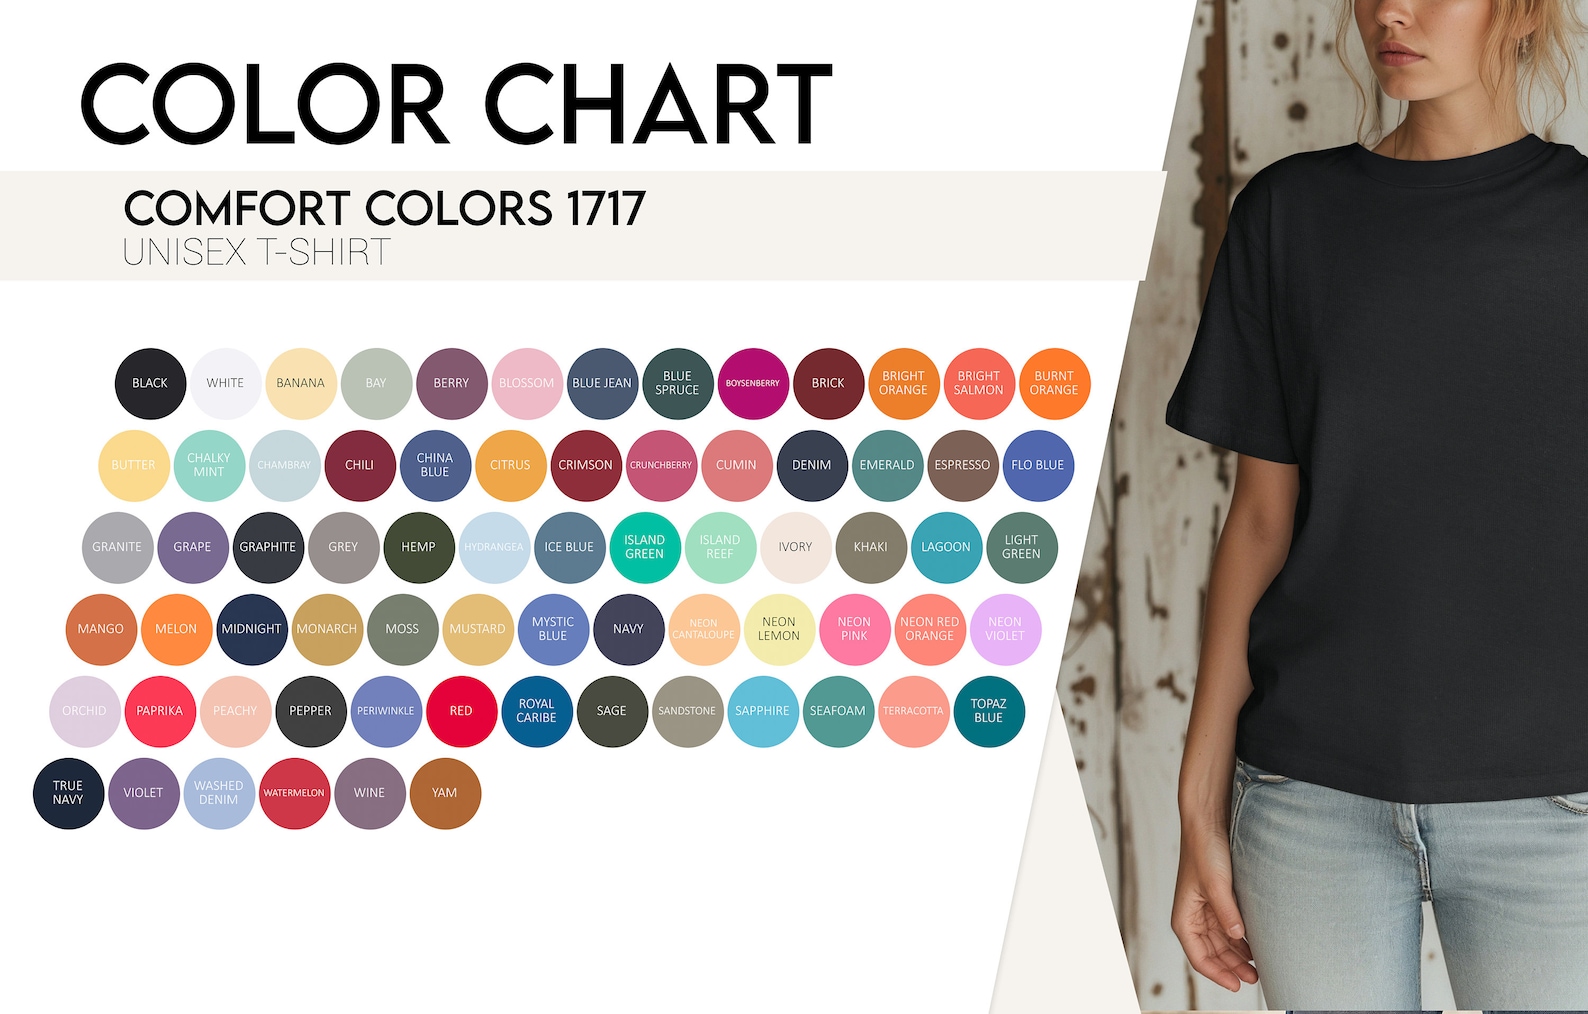 COLOR CHART
COMFORT COLORS 1717
UNISEX T-SHIRT
BLACK
WHITE
BANANA
BAY
BERRY
BLOSSOM
BLUE JEAN
BLUE
SPRUCE
BOYSENBERRY
BRICK
BRIGHT
ORANGE
BRIGHT
SALMON
BURNT
ORANGE
BUTTER
CHALKY
MINT
CHAMBRAY
CHILI
CHINA
BLUE
CITRUS
CRIMSON
CRUNCHBERRY
CUMIN
DENIM
EMERALD
ESPRESSO
FLO BLUE
GRANITE
GRAPE
GRAPHITE
GREY
HEMP
HYDRANGEA
ICE BLUE
ISLAND
GREEN
ISLAND
REEF
IVORY
KHAKI
LAGOON
LIGHT
GREEN
MANGO
MELON
MIDNIGHT
MONARCH
MOSS
MUSTARD
MYSTIC
BLUE
NAVY
NEON
CANTALOUPE
NEON
LEMON
NEON
PINK
NEON RED
ORANGE
NEON
VIOLET
ORCHID
PAPRIKA
PEACHY
PEPPER
PERIWINKLE
RED
ROYAL
CARIBE
SAGE
SANDSTONE
SAPPHIRE
SEAFOAM
TERRACOTTA
TOPAZ
BLUE
TRUE
NAVY
VIOLET
WASHED
DENIM
WATERMELON
WINE
YAM